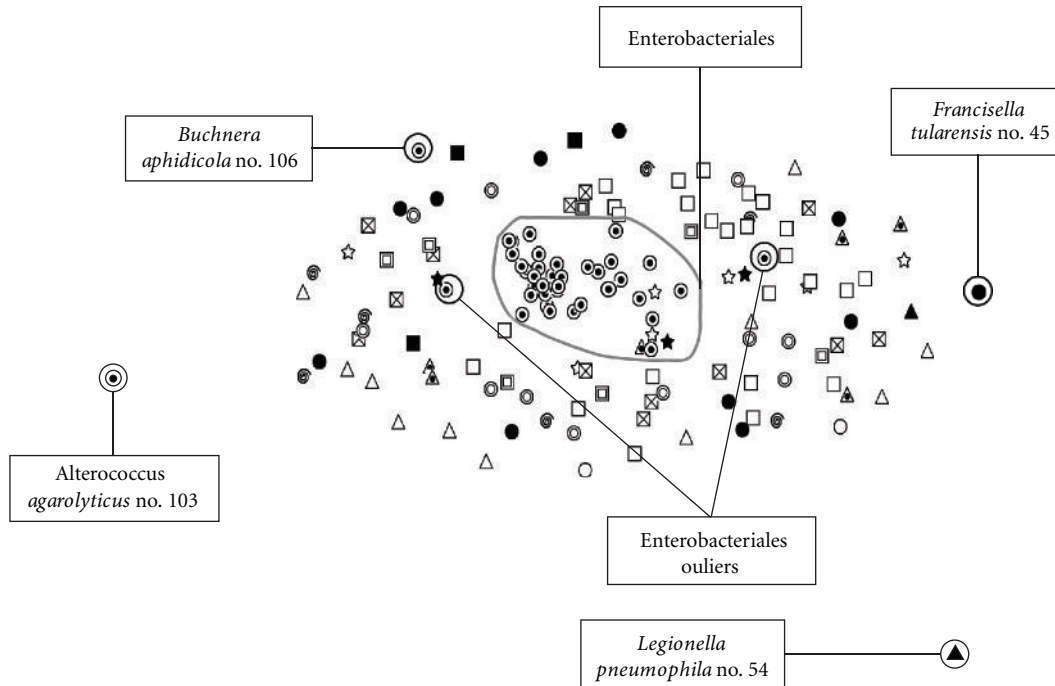 Enterobacteriales
Buchnera
aphidicola no. 106
Francisella
tularensis no. 45
Alterococcus
agarolyticus no. 103
Enterobacteriales
ouliers
Legionella
pneumophila no. 54